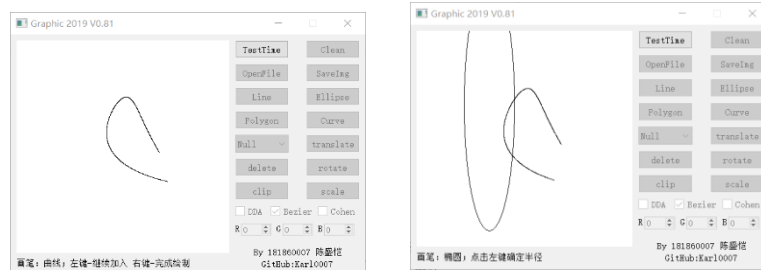 Graphic 2019 V0.81
TestTime Clean
OpenFile SaveImg
Line Ellipse
Polygon Curve
Null translate
delete rotate
clip scale
DDA Bezier Cohen
R 0 G 0 B 0
By 181860007 陈盛恺
GitHub:Karl0007
画笔：曲线；左键-继续加入 右键-完成绘制
Graphic 2019 V0.81
TestTime Clean
OpenFile SaveImg
Line Ellipse
Polygon Curve
Null translate
delete rotate
clip scale
DDA Bezier Cohen
R 0 G 0 B 0
By 181860007 陈盛恺
GitHub:Karl0007
画笔：椭圆；点击左键确定半径